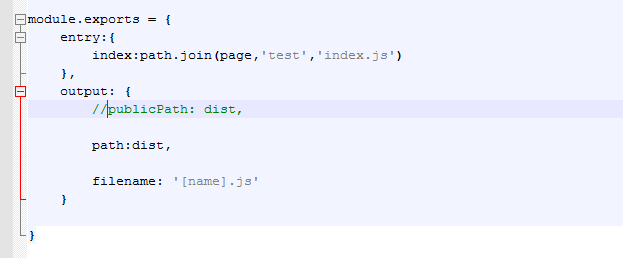 module.exports = {
    entry:{
        index:path.join(page,'test','index.js')
    },
    output: {
        //publicPath: dist,
        path:dist,
        filename: '[name].js'
    }
}